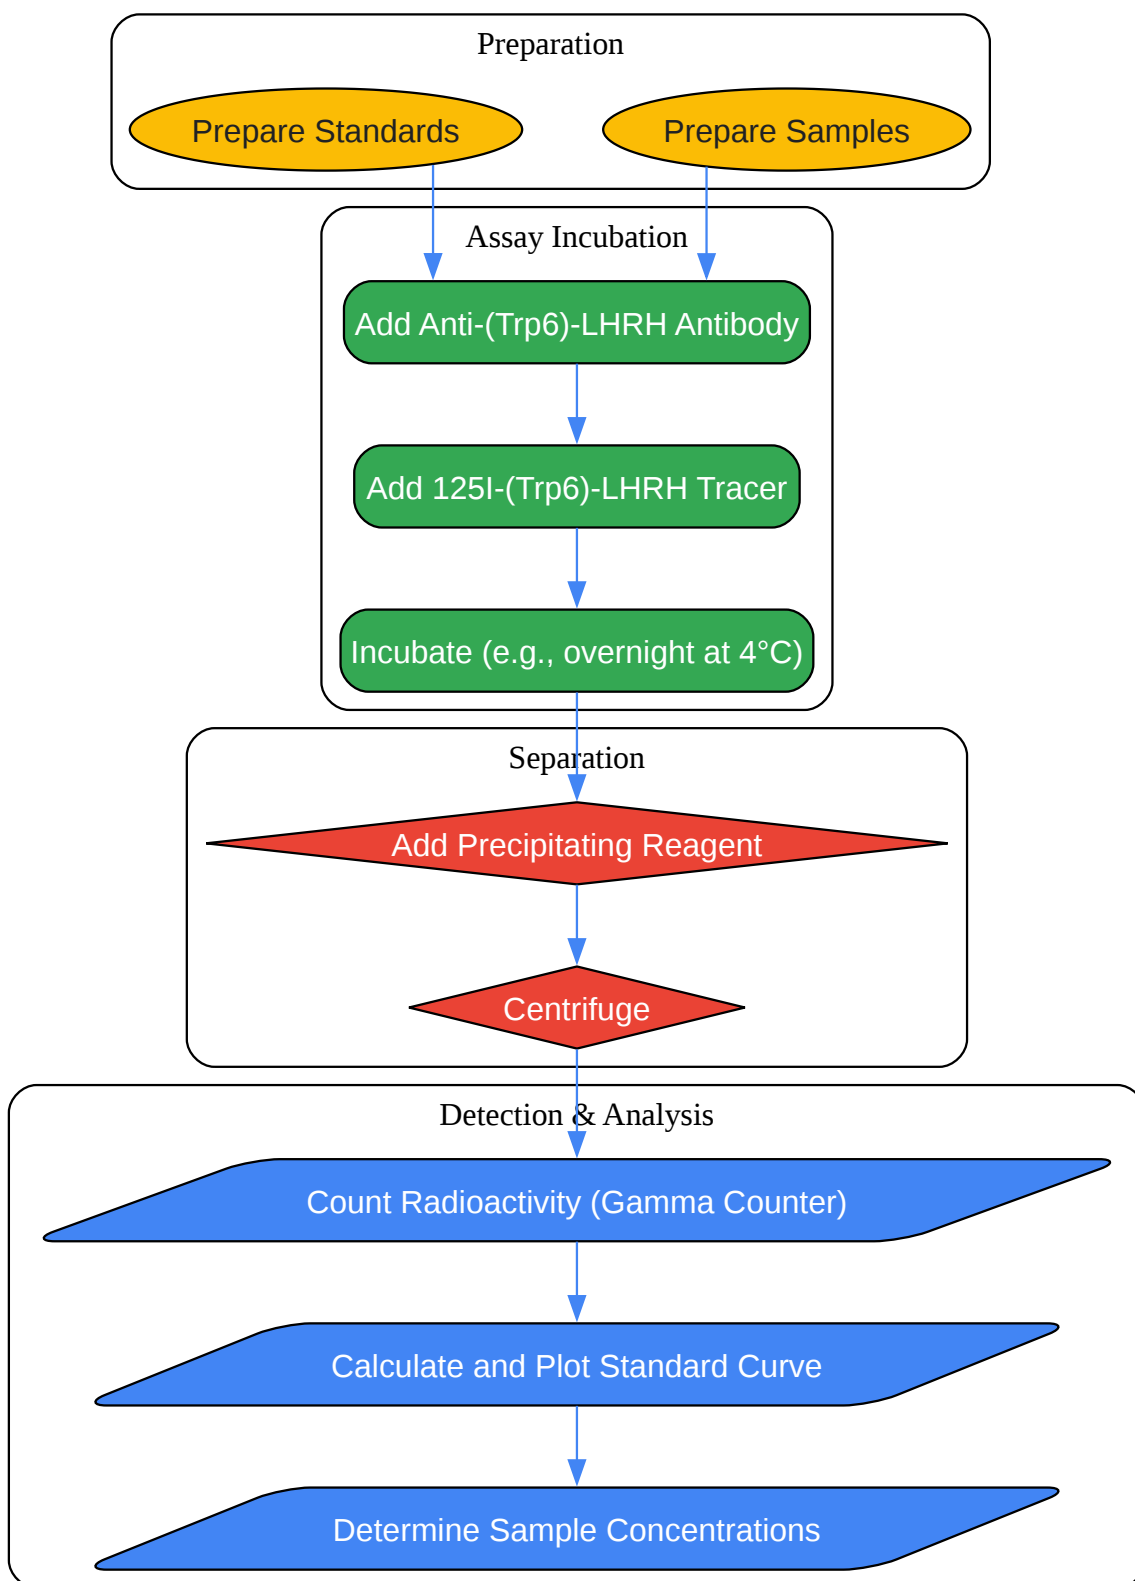 Preparation
Prepare Standards
Prepare Samples
Assay Incubation
Add Anti-(Trp6)-LHRH Antibody
Add 125I-(Trp6)-LHRH Tracer
Incubate (e.g., overnight at 4°C)
Separation
Add Precipitating Reagent
Centrifuge
Detection & Analysis
Count Radioactivity (Gamma Counter)
Calculate and Plot Standard Curve
Determine Sample Concentrations